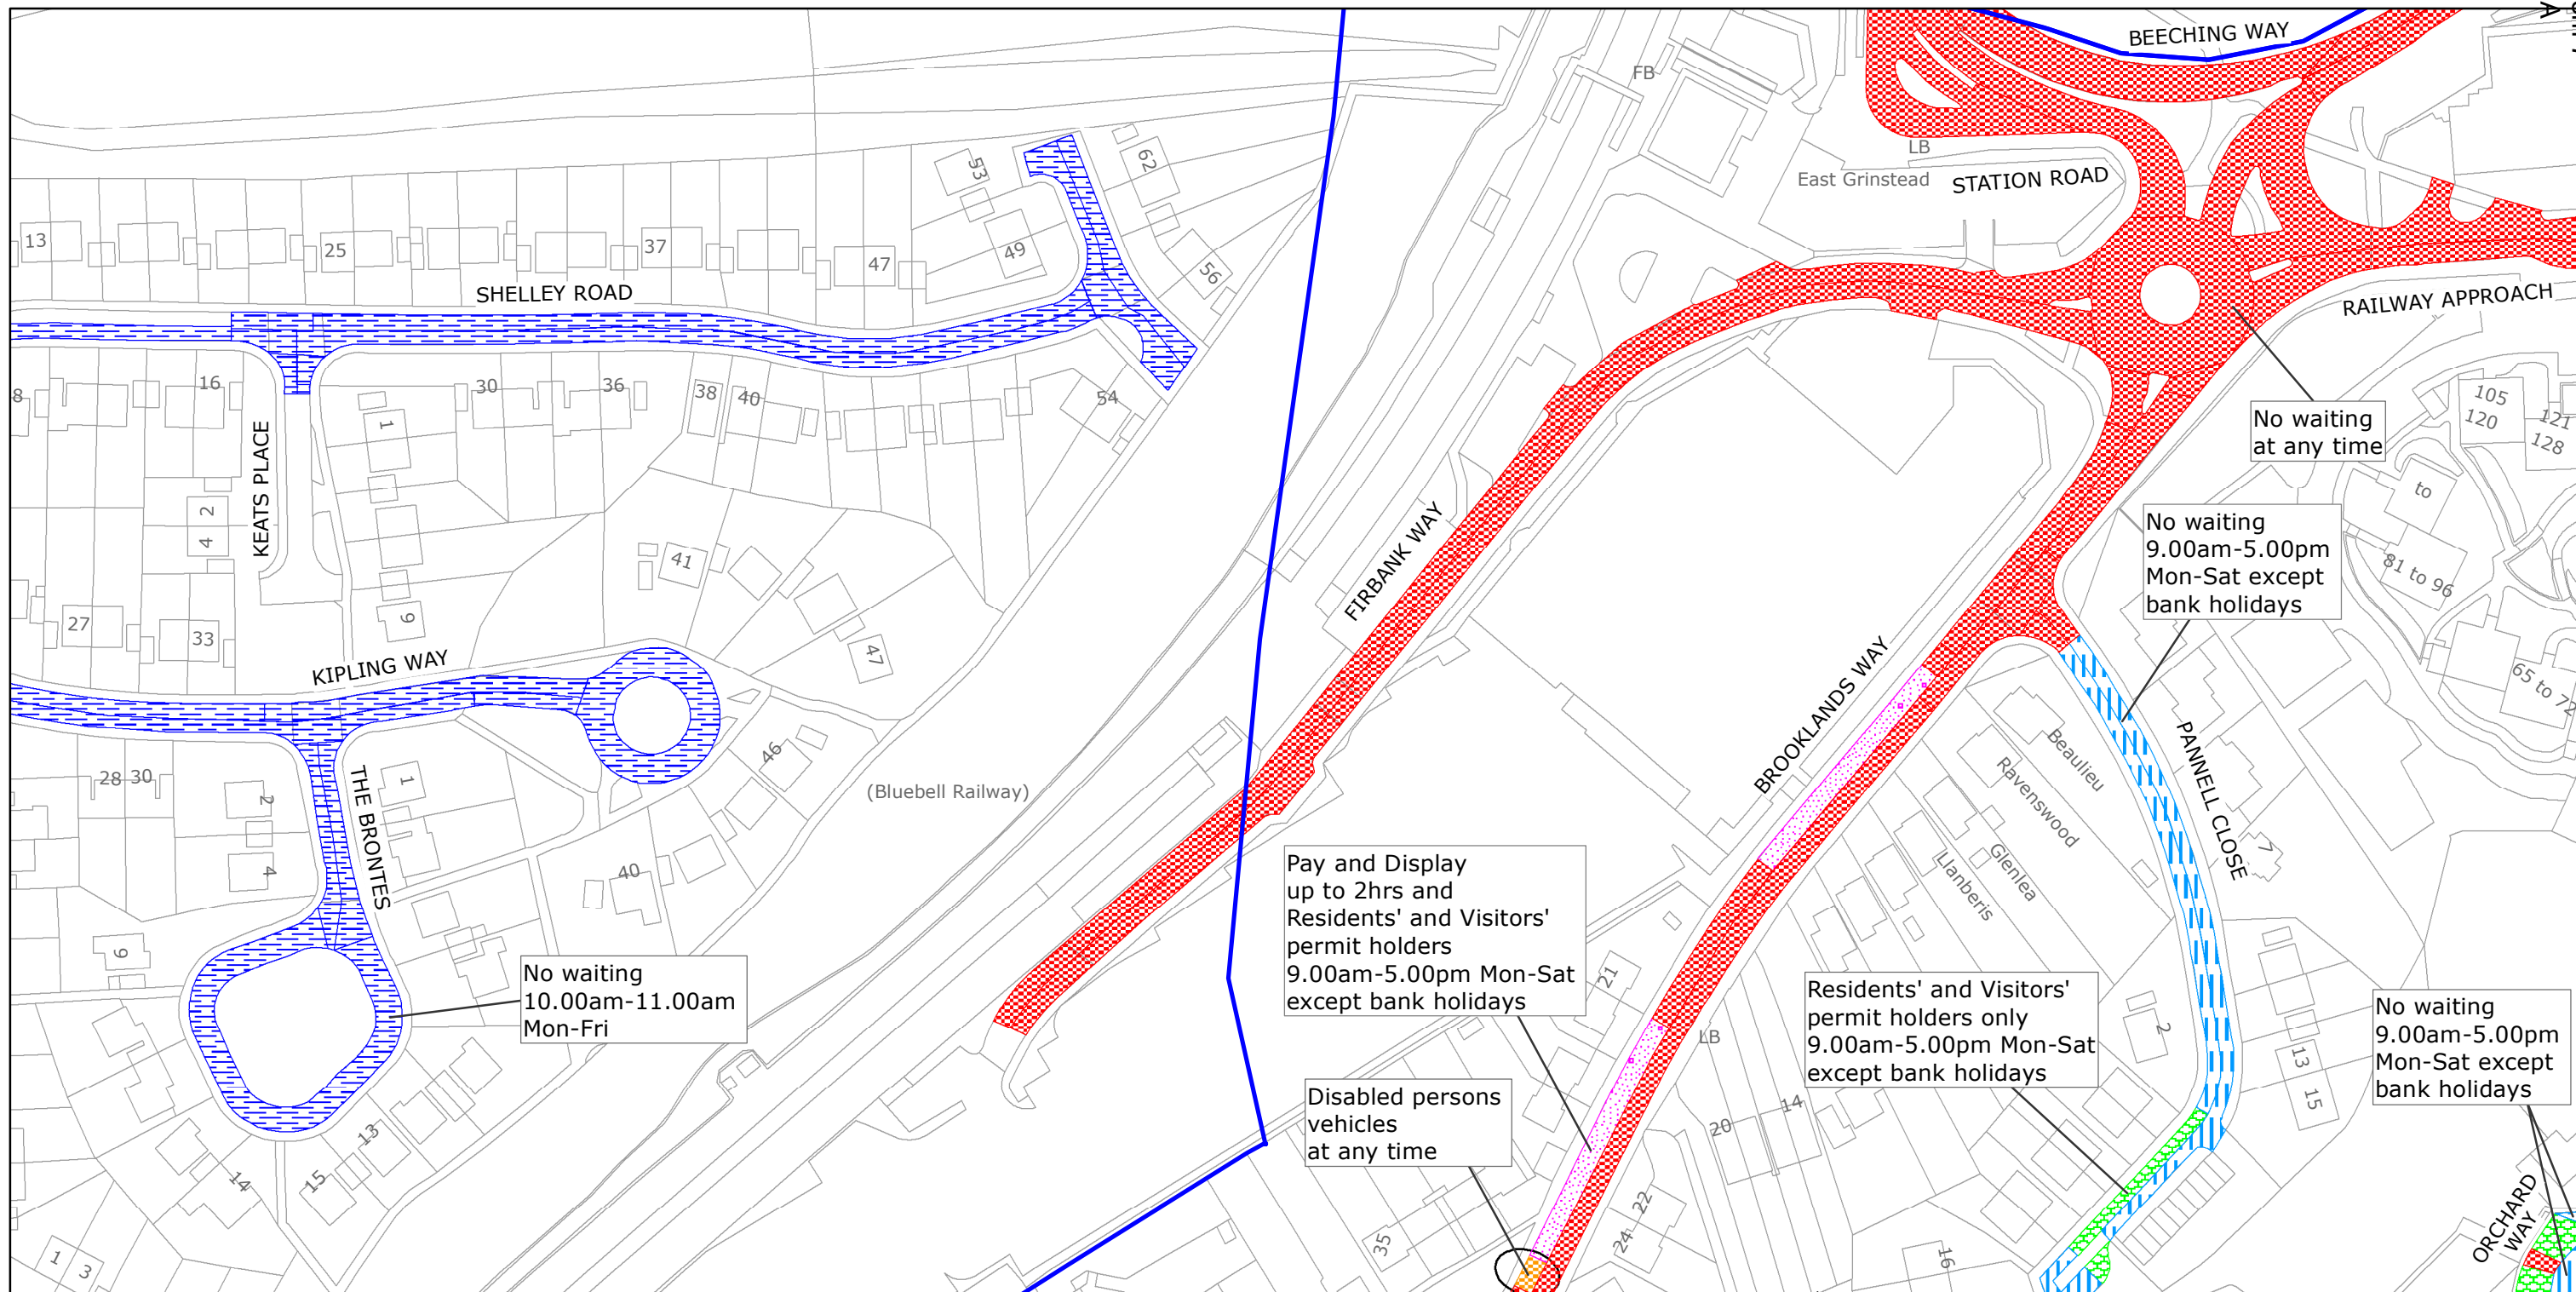 BEECHING WAY
FB
LB
East Grinstead
STATION ROAD
53
62
13
25
37
47
49
56
SHELLEY ROAD
RAILWAY APPROACH
8
16
30
36
38
40
54
1
105
120
121
128
No waiting
at any time
KEATS PLACE
2
4
to
No waiting
9.00am-5.00pm
Mon-Sat except
bank holidays
FIRBANK WAY
41
81 to 96
27
33
9
47
65 to 72
KIPLING WAY
BROOKLANDS WAY
PANNELL CLOSE
Beaulieu
Ravenswood
Glenlea
Llanberis
7
28
30
2
4
1
THE BRONTES
46
40
(Bluebell Railway)
Pay and Display
up to 2hrs and
Residents' and Visitors'
permit holders
9.00am-5.00pm Mon-Sat
except bank holidays
21
LB
No waiting
10.00am-11.00am
Mon-Fri
Residents' and Visitors'
permit holders only
9.00am-5.00pm Mon-Sat
except bank holidays
No waiting
9.00am-5.00pm
Mon-Sat except
bank holidays
2
13
15
Disabled persons
vehicles
at any time
20
14
13
15
14
22
24
35
16
1
3
ORCHARD
WAY